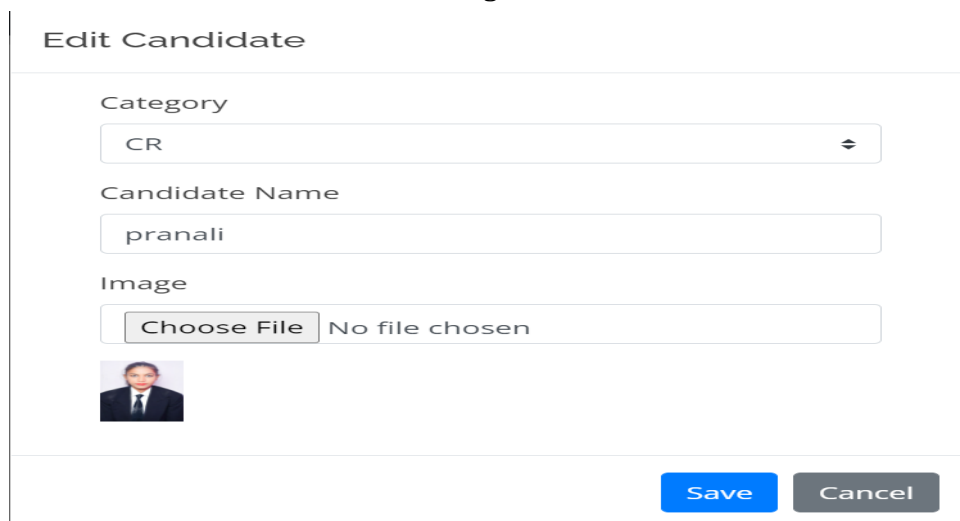 Edit Candidate
Category
CR
Candidate Name
pranali
Image
Choose File No file chosen
Save Cancel